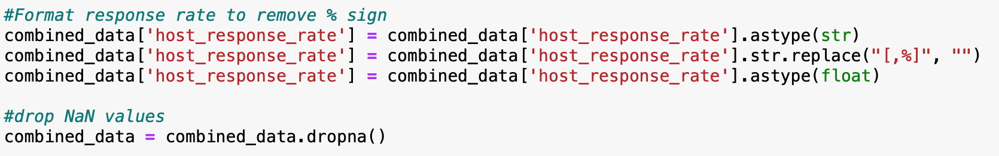 #Format response rate to remove % sign
combined_data['host_response_rate'] = combined_data['host_response_rate'].astype(str)
combined_data['host_response_rate'] = combined_data['host_response_rate'].str.replace("[,%]", "")
combined_data['host_response_rate'] = combined_data['host_response_rate'].astype(float)

#drop NaN values
combined_data = combined_data.dropna()